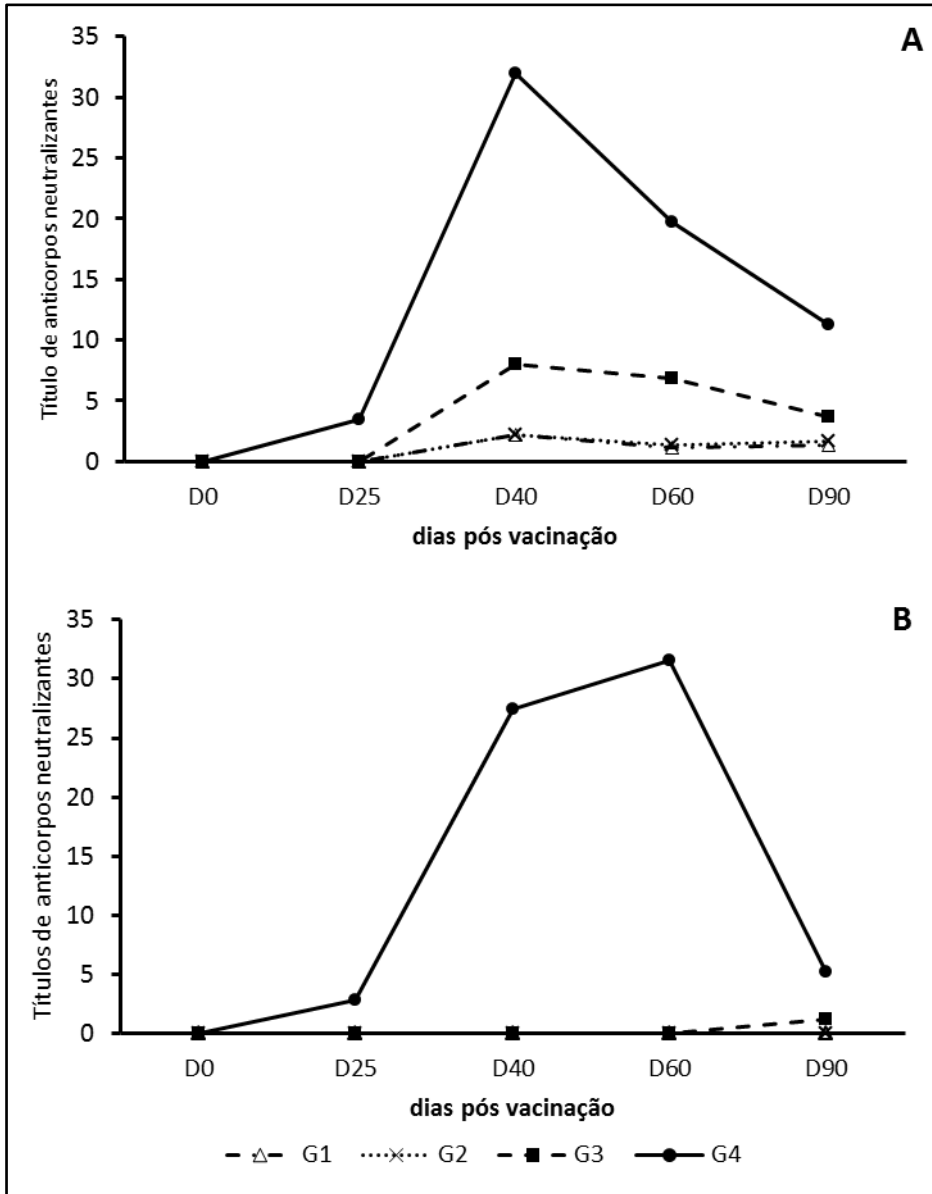 A
Título de anticorpos neutralizantes
35
30
25
20
15
10
5
0
D0 D25 D40 D60 D90
dias pós vacinação
B
Títulos de anticorpos neutralizantes
35
30
25
20
15
10
5
0
D0 D25 D40 D60 D90
dias pós vacinação
G1 G2 G3 G4